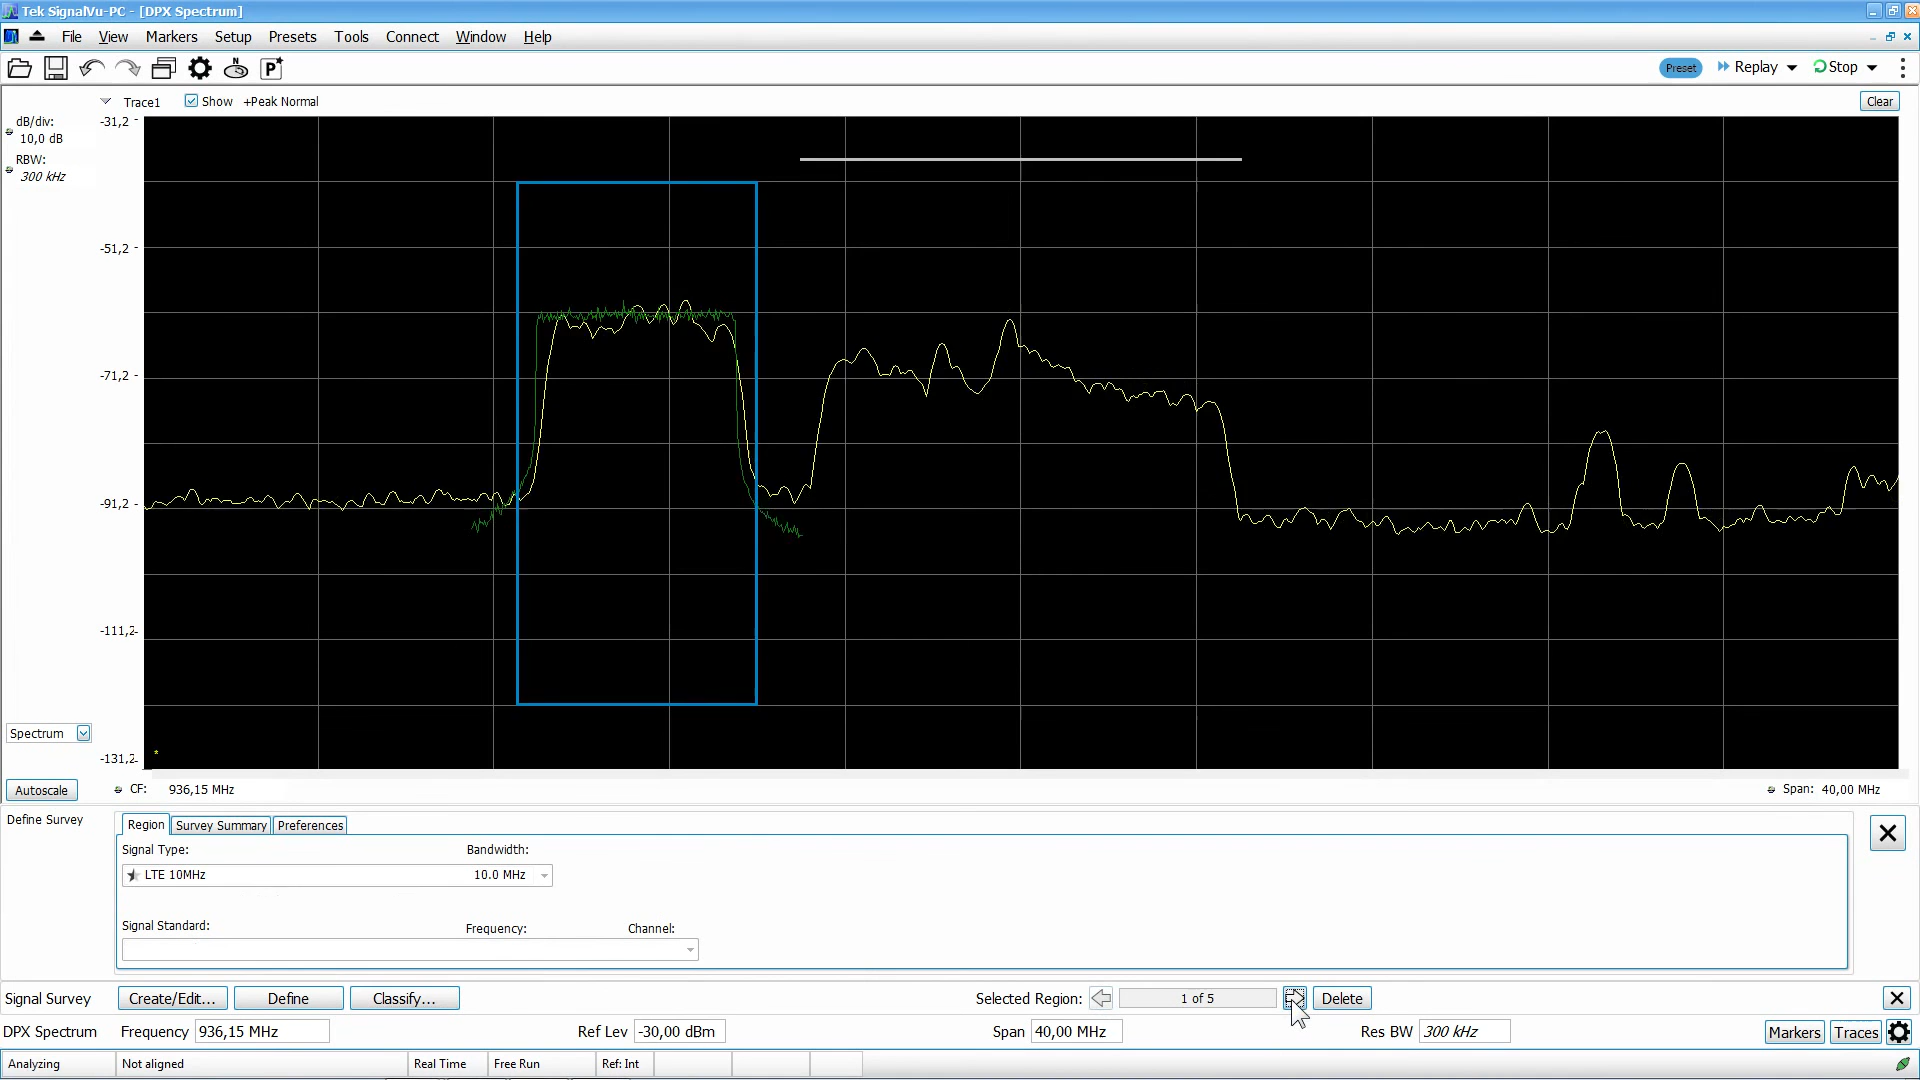 Tek SignalVu-PC - [DPX Spectrum]
File View Markers Setup Presets Tools Connect Window Help
N P Preset Replay Stop
Trace1 Show +Peak Normal Clear
dB/div:
10,0 dB
RBW:
300 kHz
-31,2
-51,2
-71,2
-91,2
-111,2
-131,2
Spectrum
*
Autoscale CF: 936,15 MHz Span: 40,00 MHz
Define Survey Region Survey Summary Preferences
Signal Type: Bandwidth:
LTE 10MHz 10.0 MHz
Signal Standard: Frequency: Channel:
Signal Survey Create/Edit... Define Classify... Selected Region: 1 of 5 Delete
DPX Spectrum Frequency 936,15 MHz Ref Lev -30,00 dBm Span 40,00 MHz Res BW 300 kHz Markers Traces
Analyzing Not aligned Real Time Free Run Ref: Int